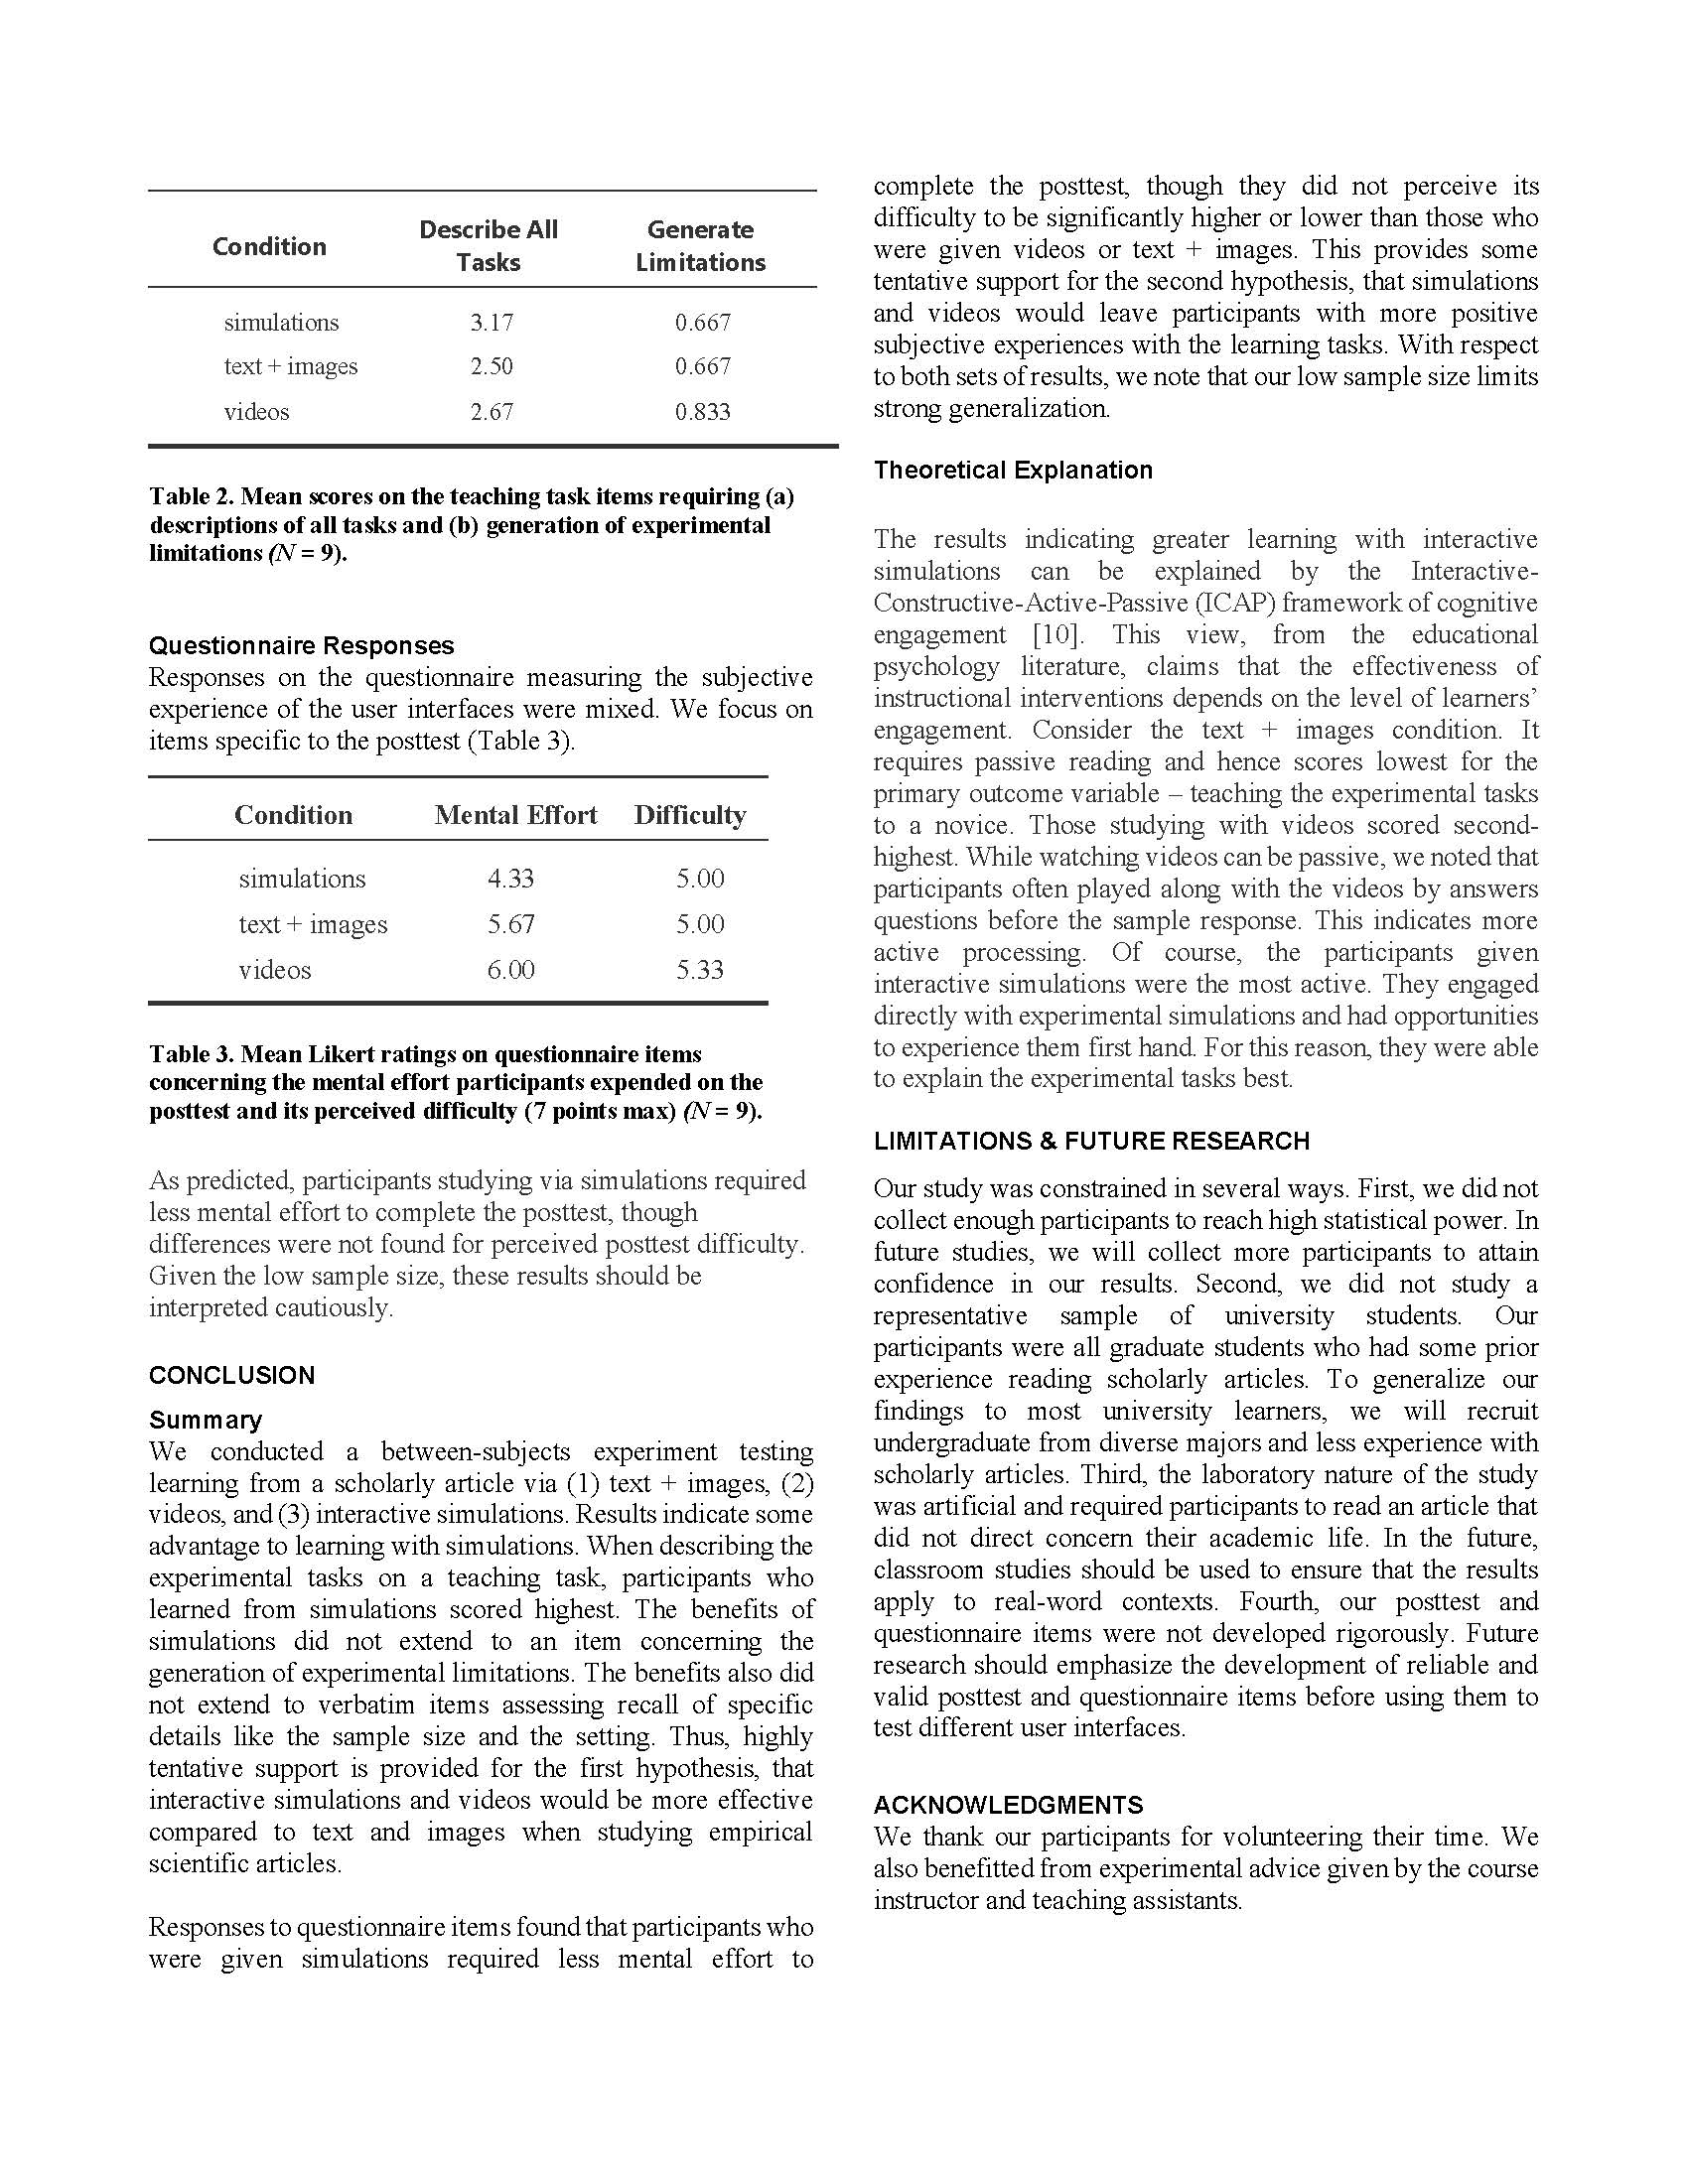 Condition Describe All Tasks Generate Limitations
simulations 3.17 0.667
text + images 2.50 0.667
videos 2.67 0.833
Table 2. Mean scores on the teaching task items requiring (a)
descriptions of all tasks and (b) generation of experimental
limitations (N = 9).
Questionnaire Responses
Responses on the questionnaire measuring the subjective
experience of the user interfaces were mixed. We focus on
items specific to the posttest (Table 3).
Condition Mental Effort Difficulty
simulations 4.33 5.00
text + images 5.67 5.00
videos 6.00 5.33
Table 3. Mean Likert ratings on questionnaire items
concerning the mental effort participants expended on the
posttest and its perceived difficulty (7 points max) (N = 9).
As predicted, participants studying via simulations required
less mental effort to complete the posttest, though
differences were not found for perceived posttest difficulty.
Given the low sample size, these results should be
interpreted cautiously.
CONCLUSION
Summary
We conducted a between-subjects experiment testing
learning from a scholarly article via (1) text + images, (2)
videos, and (3) interactive simulations. Results indicate some
advantage to learning with simulations. When describing the
experimental tasks on a teaching task, participants who
learned from simulations scored highest. The benefits of
simulations did not extend to an item concerning the
generation of experimental limitations. The benefits also did
not extend to verbatim items assessing recall of specific
details like the sample size and the setting. Thus, highly
tentative support is provided for the first hypothesis, that
interactive simulations and videos would be more effective
compared to text and images when studying empirical
scientific articles.
Responses to questionnaire items found that participants who
were given simulations required less mental effort to
complete the posttest, though they did not perceive its
difficulty to be significantly higher or lower than those who
were given videos or text + images. This provides some
tentative support for the second hypothesis, that simulations
and videos would leave participants with more positive
subjective experiences with the learning tasks. With respect
to both sets of results, we note that our low sample size limits
strong generalization.
Theoretical Explanation
The results indicating greater learning with interactive
simulations can be explained by the Interactive-
Constructive-Active-Passive (ICAP) framework of cognitive
engagement [10]. This view, from the educational
psychology literature, claims that the effectiveness of
instructional interventions depends on the level of learners’
engagement. Consider the text + images condition. It
requires passive reading and hence scores lowest for the
primary outcome variable – teaching the experimental tasks
to a novice. Those studying with videos scored second-
highest. While watching videos can be passive, we noted that
participants often played along with the videos by answers
questions before the sample response. This indicates more
active processing. Of course, the participants given
interactive simulations were the most active. They engaged
directly with experimental simulations and had opportunities
to experience them first hand. For this reason, they were able
to explain the experimental tasks best.
LIMITATIONS & FUTURE RESEARCH
Our study was constrained in several ways. First, we did not
collect enough participants to reach high statistical power. In
future studies, we will collect more participants to attain
confidence in our results. Second, we did not study a
representative sample of university students. Our
participants were all graduate students who had some prior
experience reading scholarly articles. To generalize our
findings to most university learners, we will recruit
undergraduate from diverse majors and less experience with
scholarly articles. Third, the laboratory nature of the study
was artificial and required participants to read an article that
did not direct concern their academic life. In the future,
classroom studies should be used to ensure that the results
apply to real-word contexts. Fourth, our posttest and
questionnaire items were not developed rigorously. Future
research should emphasize the development of reliable and
valid posttest and questionnaire items before using them to
test different user interfaces.
ACKNOWLEDGMENTS
We thank our participants for volunteering their time. We
also benefitted from experimental advice given by the course
instructor and teaching assistants.